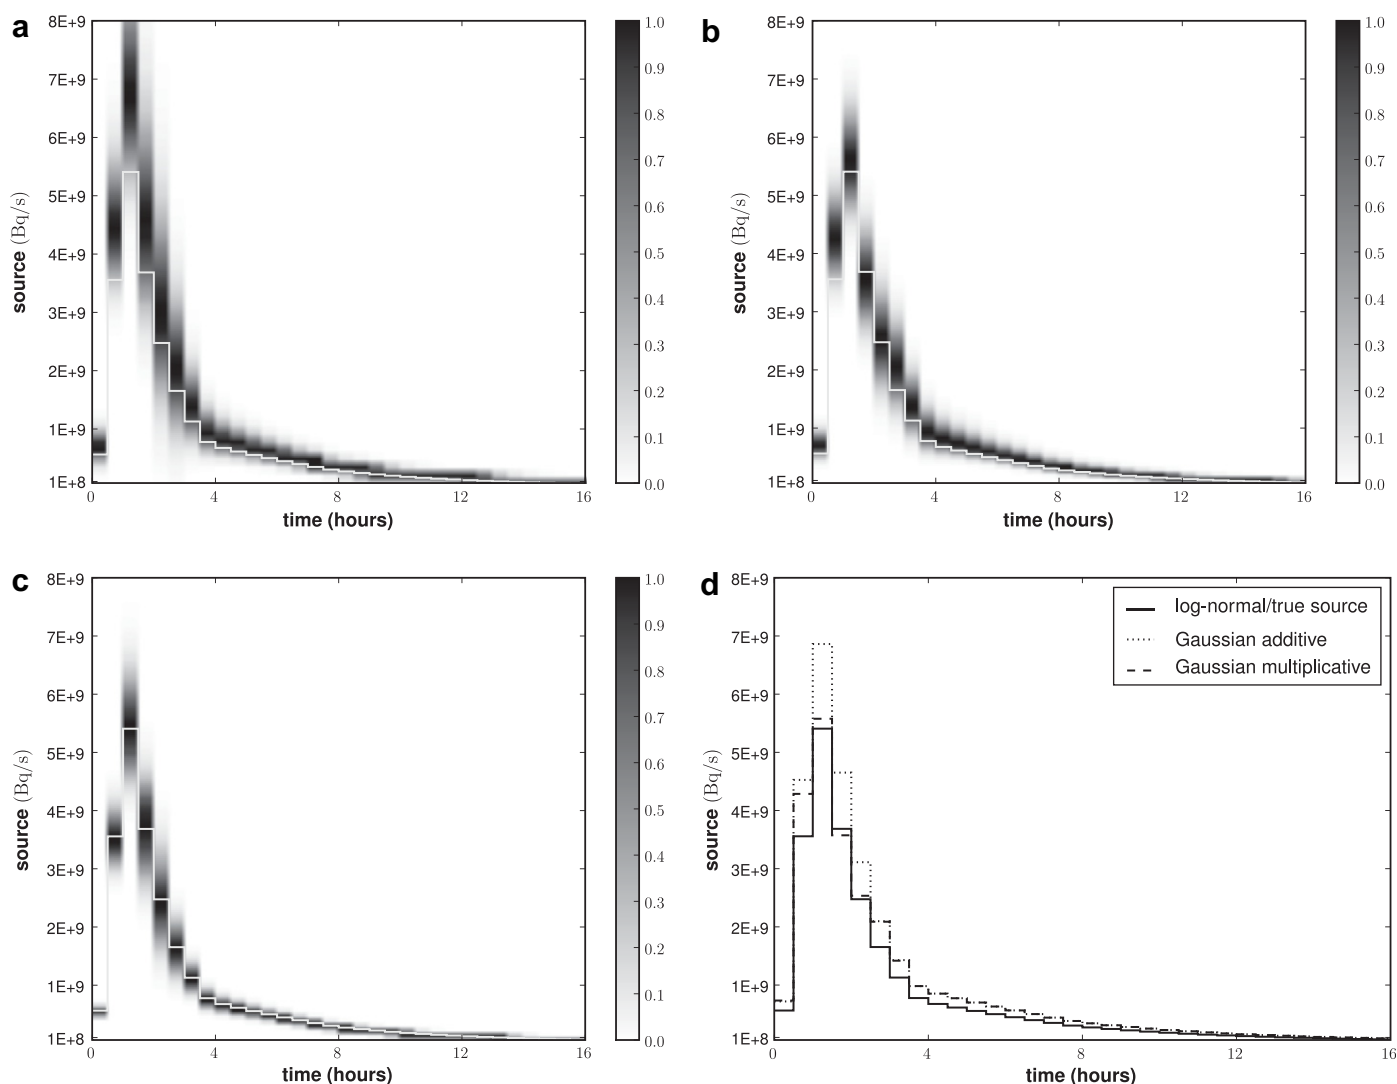 a
8E+9
7E+9
6E+9
5E+9
4E+9
3E+9
2E+9
1E+9
1E+8
source (Bq/s)
0 4 8 12 16
time (hours)
1.0
0.9
0.8
0.7
0.6
0.5
0.4
0.3
0.2
0.1
0.0
b
8E+9
7E+9
6E+9
5E+9
4E+9
3E+9
2E+9
1E+9
1E+8
source (Bq/s)
0 4 8 12 16
time (hours)
1.0
0.9
0.8
0.7
0.6
0.5
0.4
0.3
0.2
0.1
0.0
c
8E+9
7E+9
6E+9
5E+9
4E+9
3E+9
2E+9
1E+9
1E+8
source (Bq/s)
0 4 8 12 16
time (hours)
1.0
0.9
0.8
0.7
0.6
0.5
0.4
0.3
0.2
0.1
0.0
d
8E+9
7E+9
6E+9
5E+9
4E+9
3E+9
2E+9
1E+9
1E+8
source (Bq/s)
0 4 8 12 16
time (hours)
log-normal/true source
Gaussian additive
Gaussian multiplicative